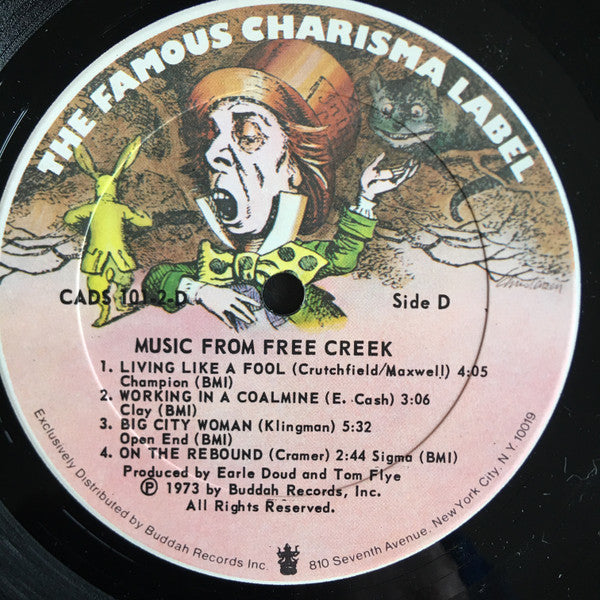 THE FAMOUS CHARISMA LABEL
CADS 101-2-D
Side D
MUSIC FROM FREE CREEK
1. LIVING LIKE A FOOL (Crutchfield/Maxwell) 4:05
Champion (BMI)
2. WORKING IN A COALMINE (E. Cash) 3:06
Clay (BMI)
3. BIG CITY WOMAN (Klingman) 5:32
Open End (BMI)
4. ON THE REBOUND (Cramer) 2:44 Sigma (BMI)
Produced by Earle Doud and Tom Flye
Ⓟ 1973 by Buddah Records, Inc.
All Rights Reserved.
Exclusively Distributed by Buddah Records Inc. 810 Seventh Avenue, New York City, N.Y. 10019